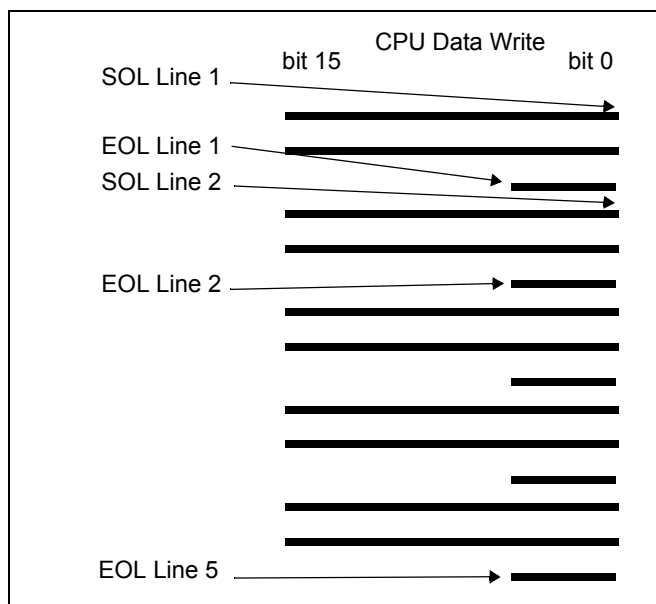 CPU Data Write
bit 15 bit 0
SOL Line 1
EOL Line 1
SOL Line 2
EOL Line 2
EOL Line 5